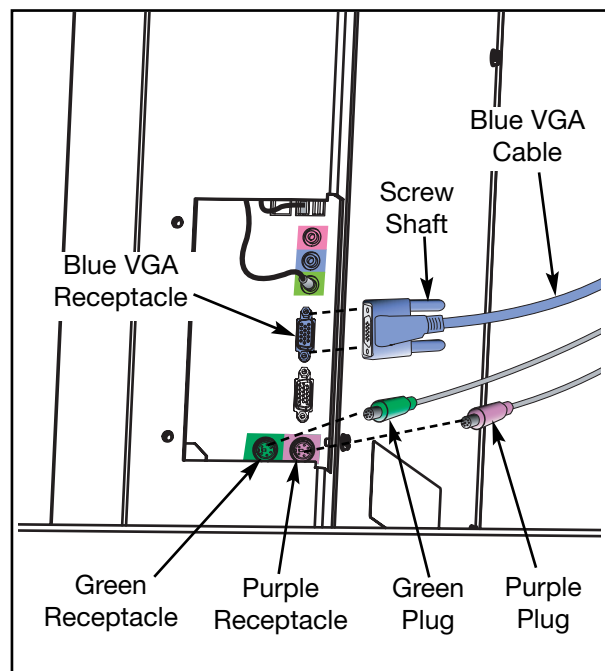 Blue VGA
Cable
Screw
Shaft
Blue VGA
Receptacle
Green
Receptacle
Purple
Receptacle
Green
Plug
Purple
Plug